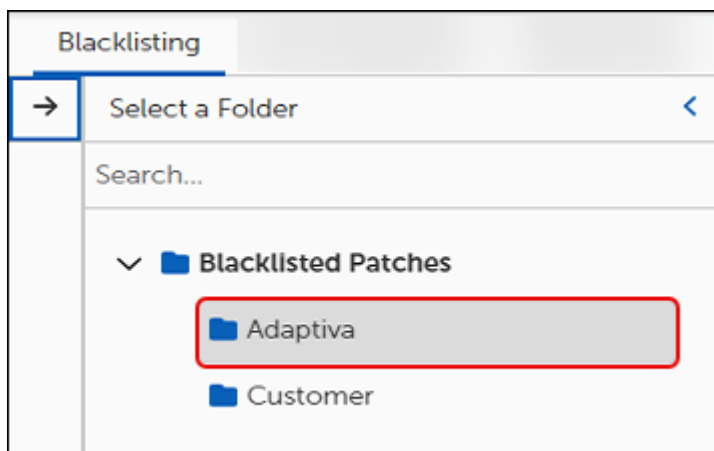 Blacklisting
Select a Folder
Search...
Blacklisted Patches
Adaptiva
Customer